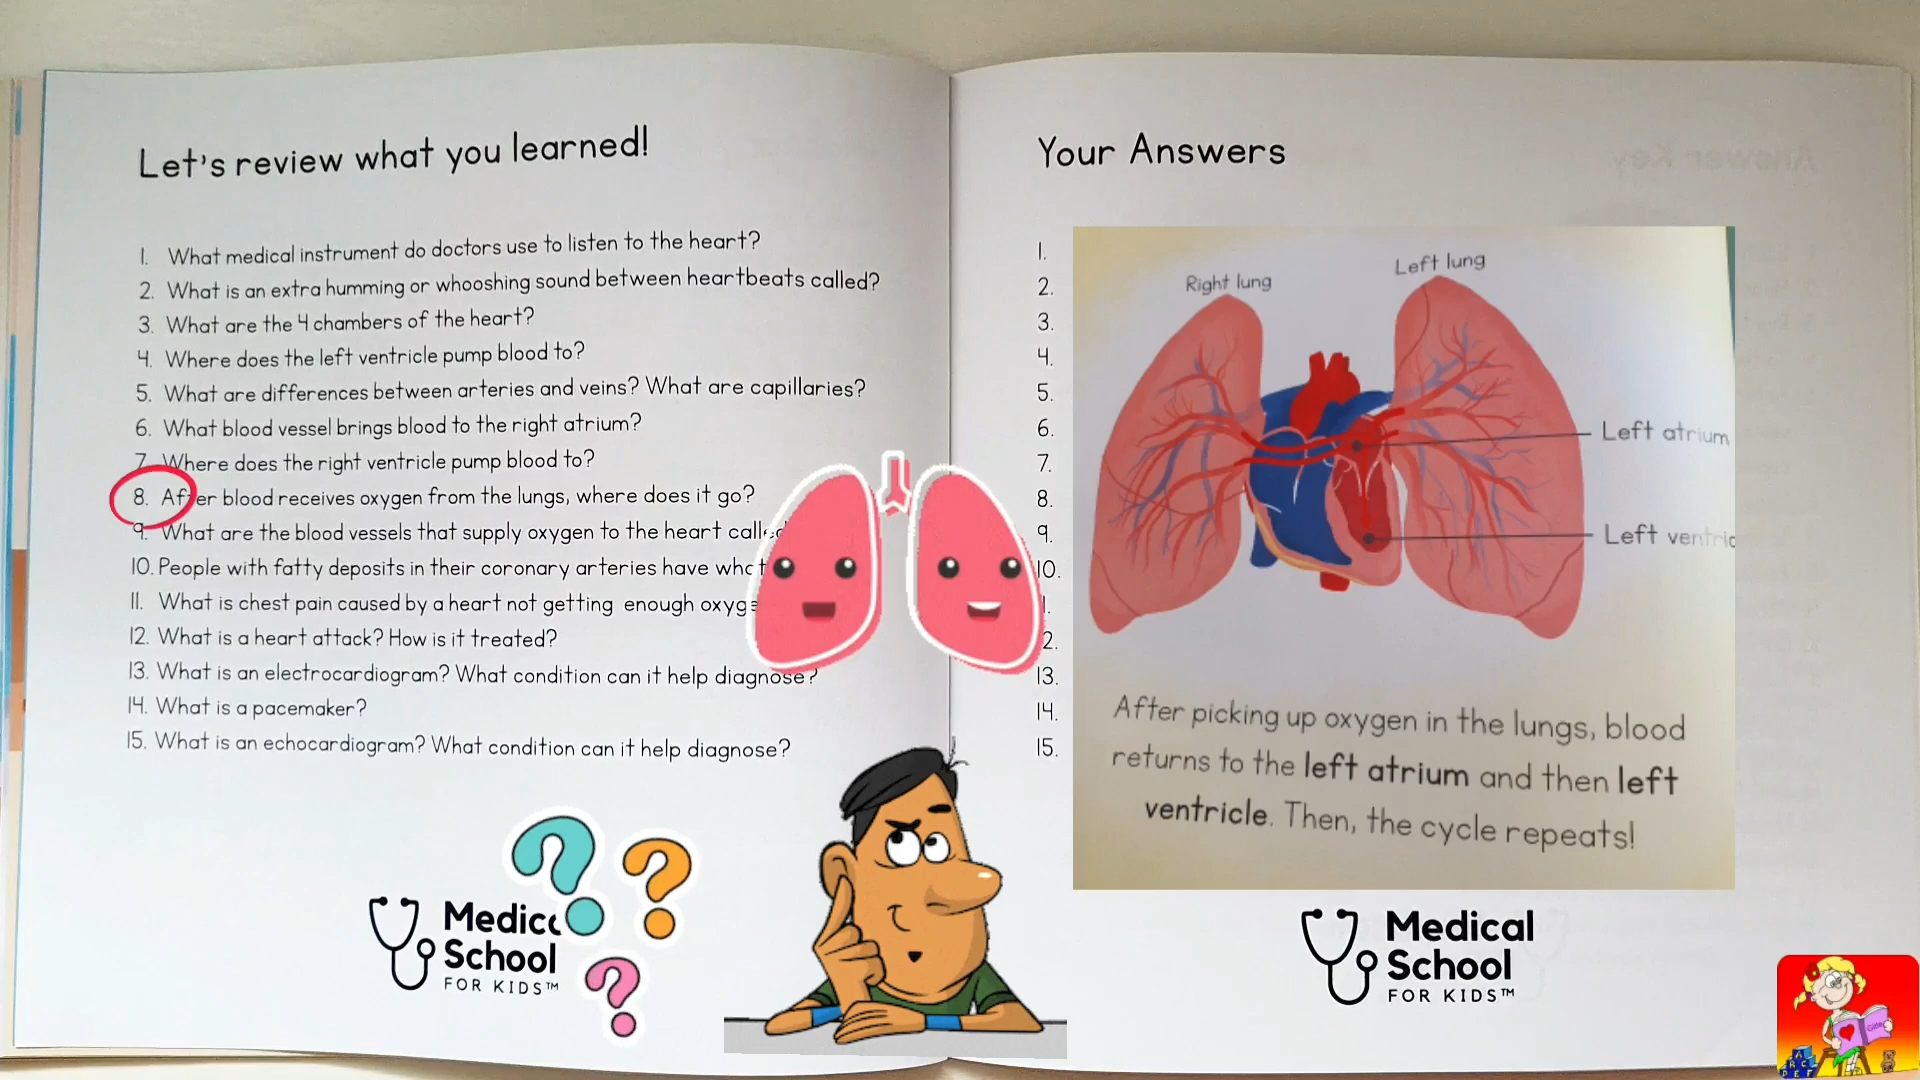 Let's review what you learned!
1. What medical instrument do doctors use to listen to the heart?
2. What is an extra humming or whooshing sound between heartbeats called?
3. What are the 4 chambers of the heart?
4. Where does the left ventricle pump blood to?
5. What are differences between arteries and veins? What are capillaries?
6. What blood vessel brings blood to the right atrium?
7. Where does the right ventricle pump blood to?
8. After blood receives oxygen from the lungs, where does it go?
9. What are the blood vessels that supply oxygen to the heart
10. People with fatty deposits in their coronary arteries have
11. What is chest pain caused by a heart not getting enough
12. What is a heart attack? How is it treated?
13. What is an electrocardiogram? What condition can it help diagnose?
14. What is a pacemaker?
15. What is an echocardiogram? What condition can it help diagnose?
School
FOR KIDS™
Your Answers
1.
2.
3.
4.
5.
6.
7.
8.
9.
10.
13.
14.
15.
Right lung
Left lung
Left atrium
Left
After picking up oxygen in the lungs, blood
returns to the left atrium and then left
ventricle. Then, the cycle repeats!
Medical
School
FOR KIDS™